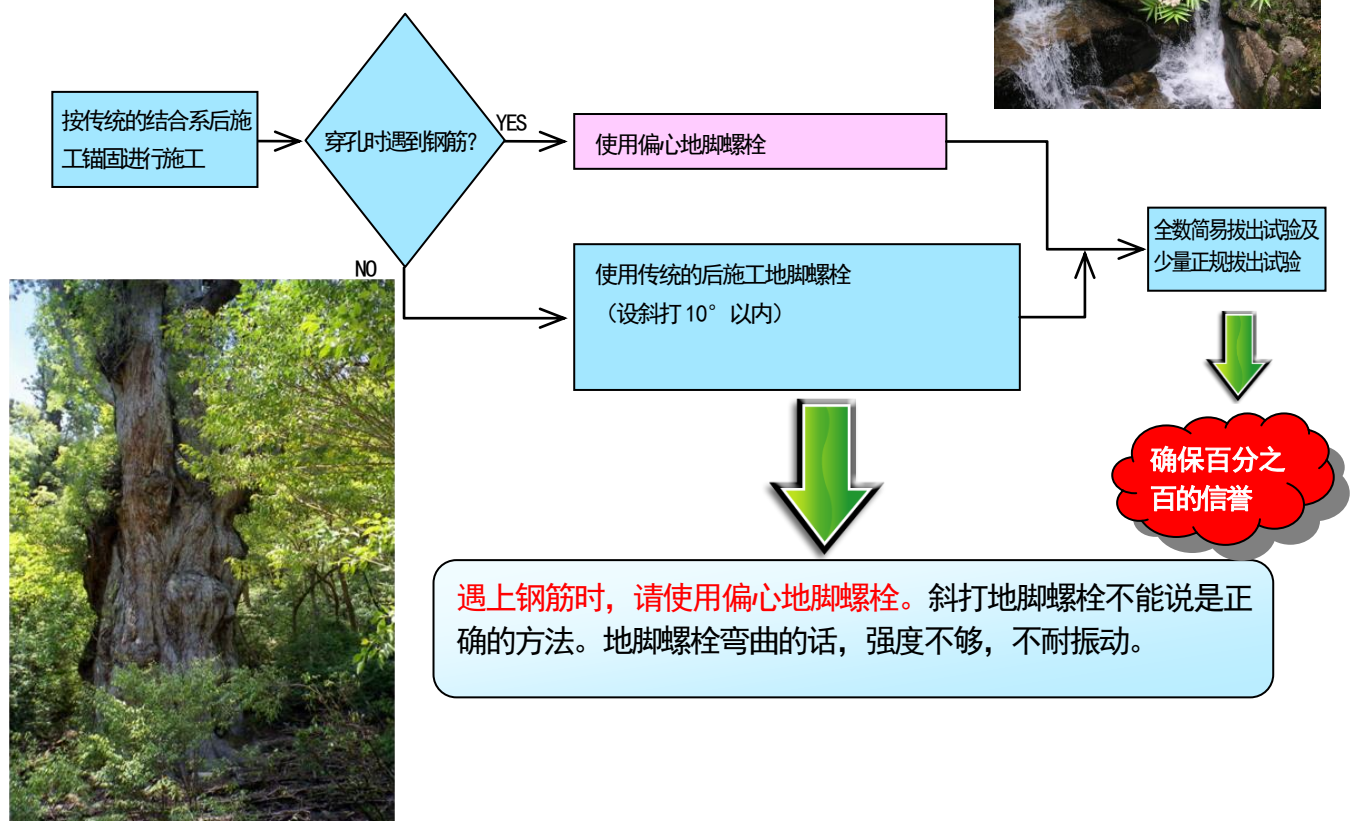 按传统的结合系后施
工锚固进行施工
穿孔时遇到钢筋?
YES
使用偏心地脚螺栓
NO
使用传统的后施工地脚螺栓
（设斜打 10° 以内）
全数简易拔出试验及
少量正规拔出试验
确保百分之
百的信誉
遇上钢筋时，请使用偏心地脚螺栓。斜打地脚螺栓不能说是正
确的方法。地脚螺栓弯曲的话，强度不够，不耐振动。